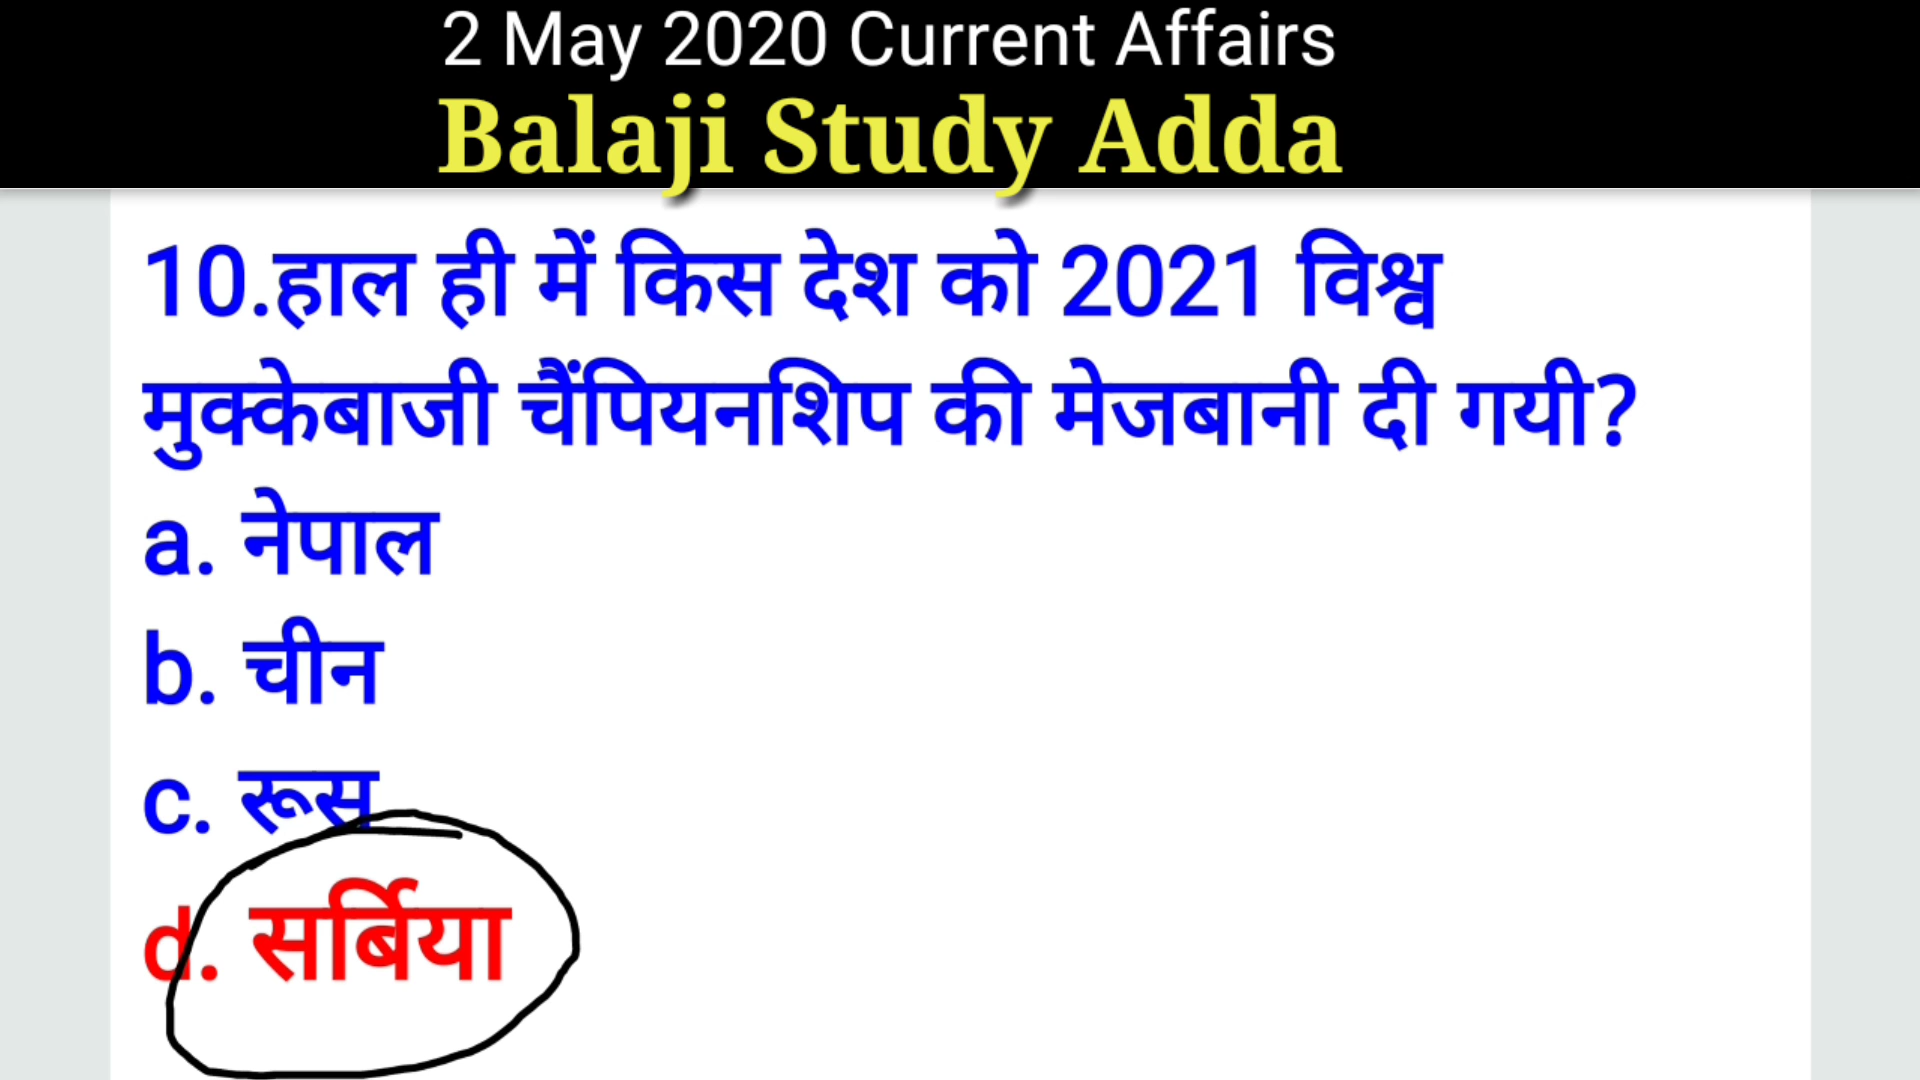 2 May 2020 Current Affairs
Balaji Study Adda
10.हाल ही में किस देश को 2021 विश्व
मुक्केबाजी चैंपियनशिप की मेजबानी दी गयी?
a. नेपाल
b. चीन
c. रूस
d. सर्बिया